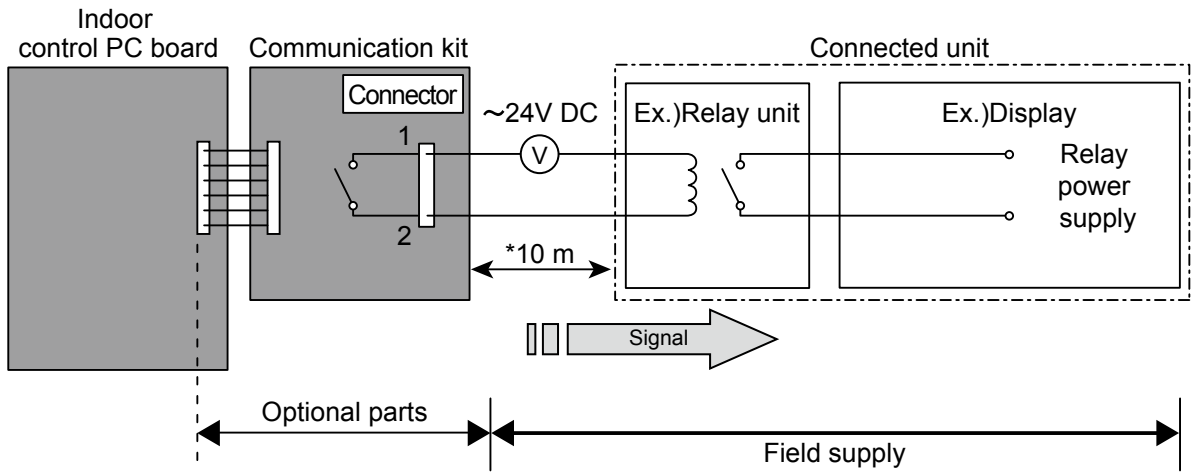 Indoor
control PC board
Communication kit
Connected unit
Connector
1
2
～24V DC
V
Ex.)Relay unit
Ex.)Display
Relay
power
supply
*10 m
Signal
Optional parts
Field supply